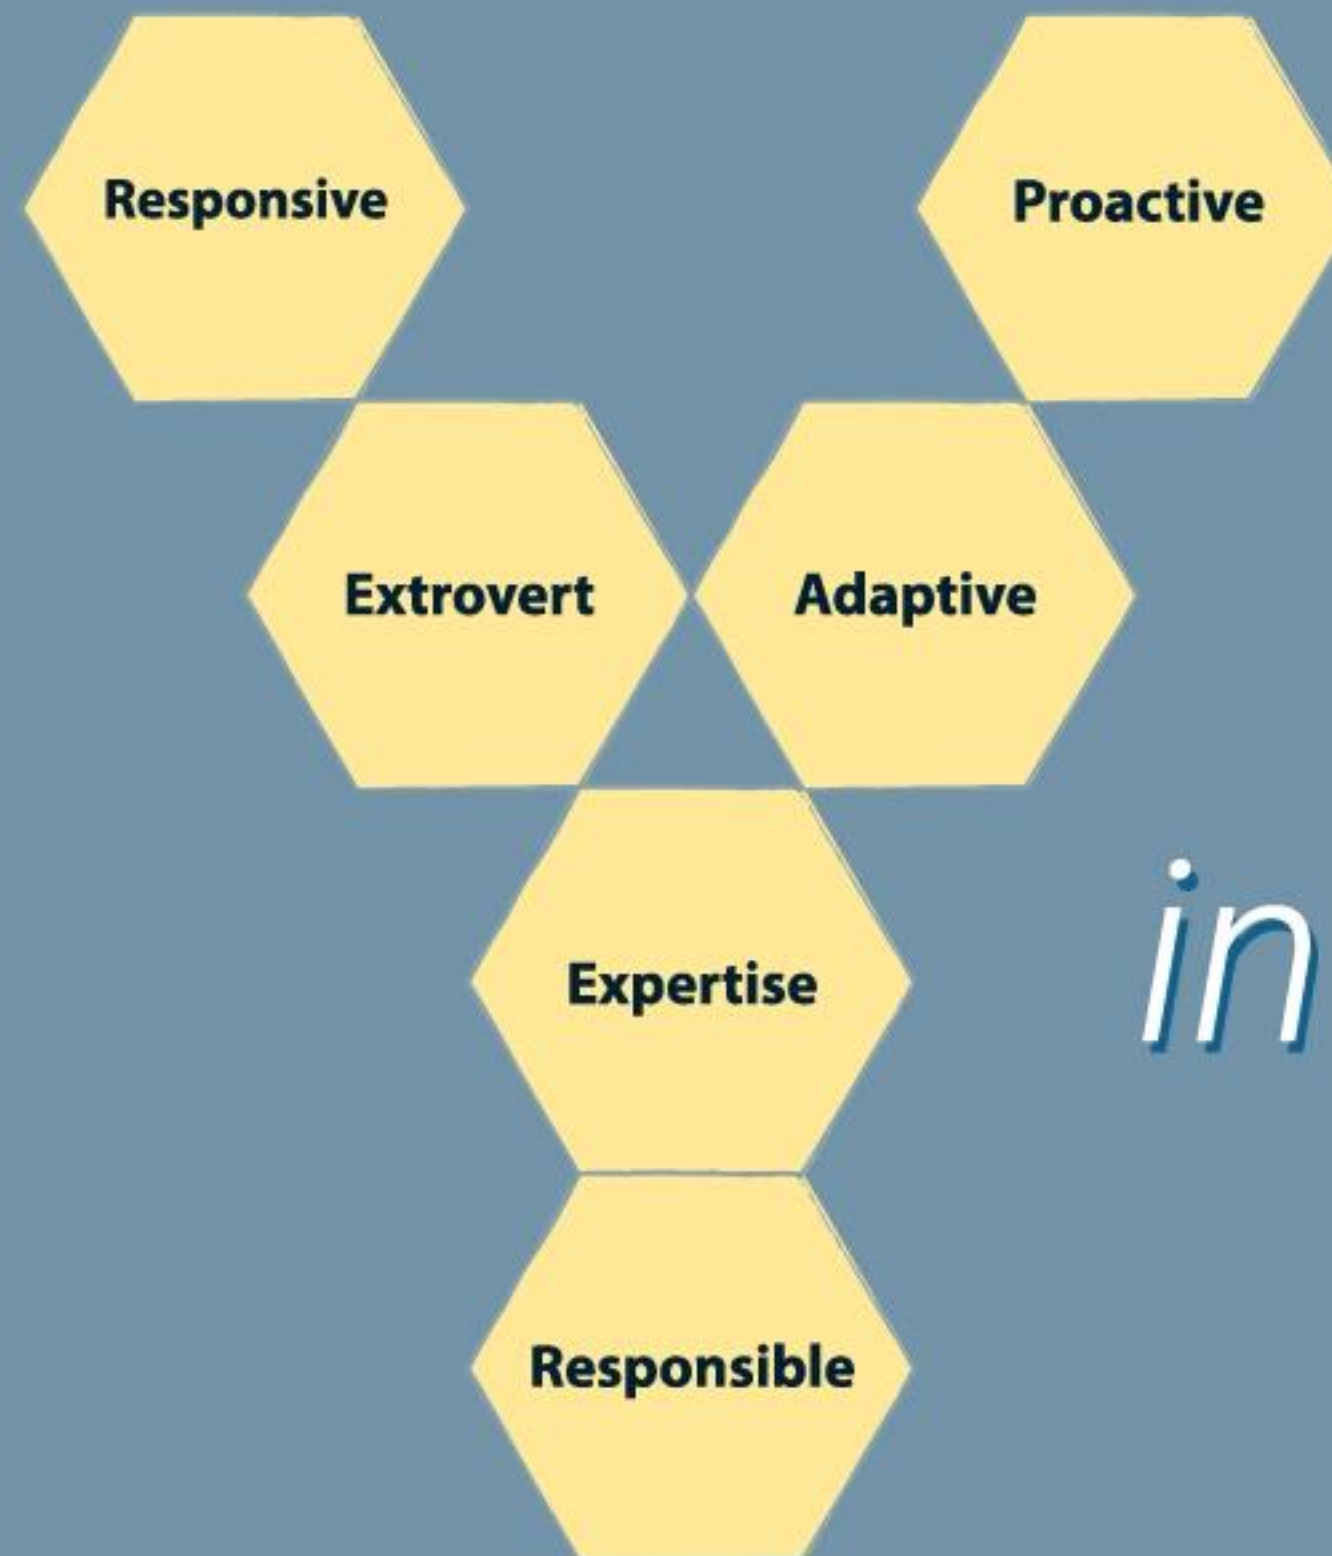 Responsive
Proactive
Extrovert
Adaptive
Expertise
in
Responsible